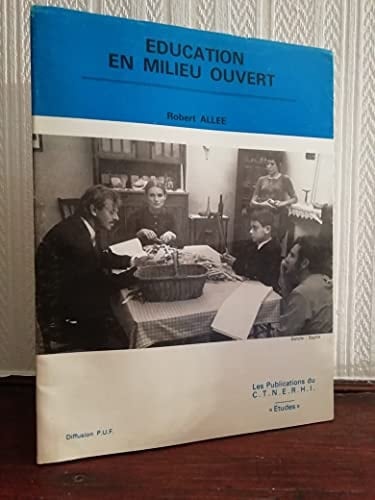 EDUCATION
EN MILIEU OUVERT
Robert ALLEE
Les Publications du
C.T.N.E.R.H.I.
« Etudes »
Diffusion P.U.F.